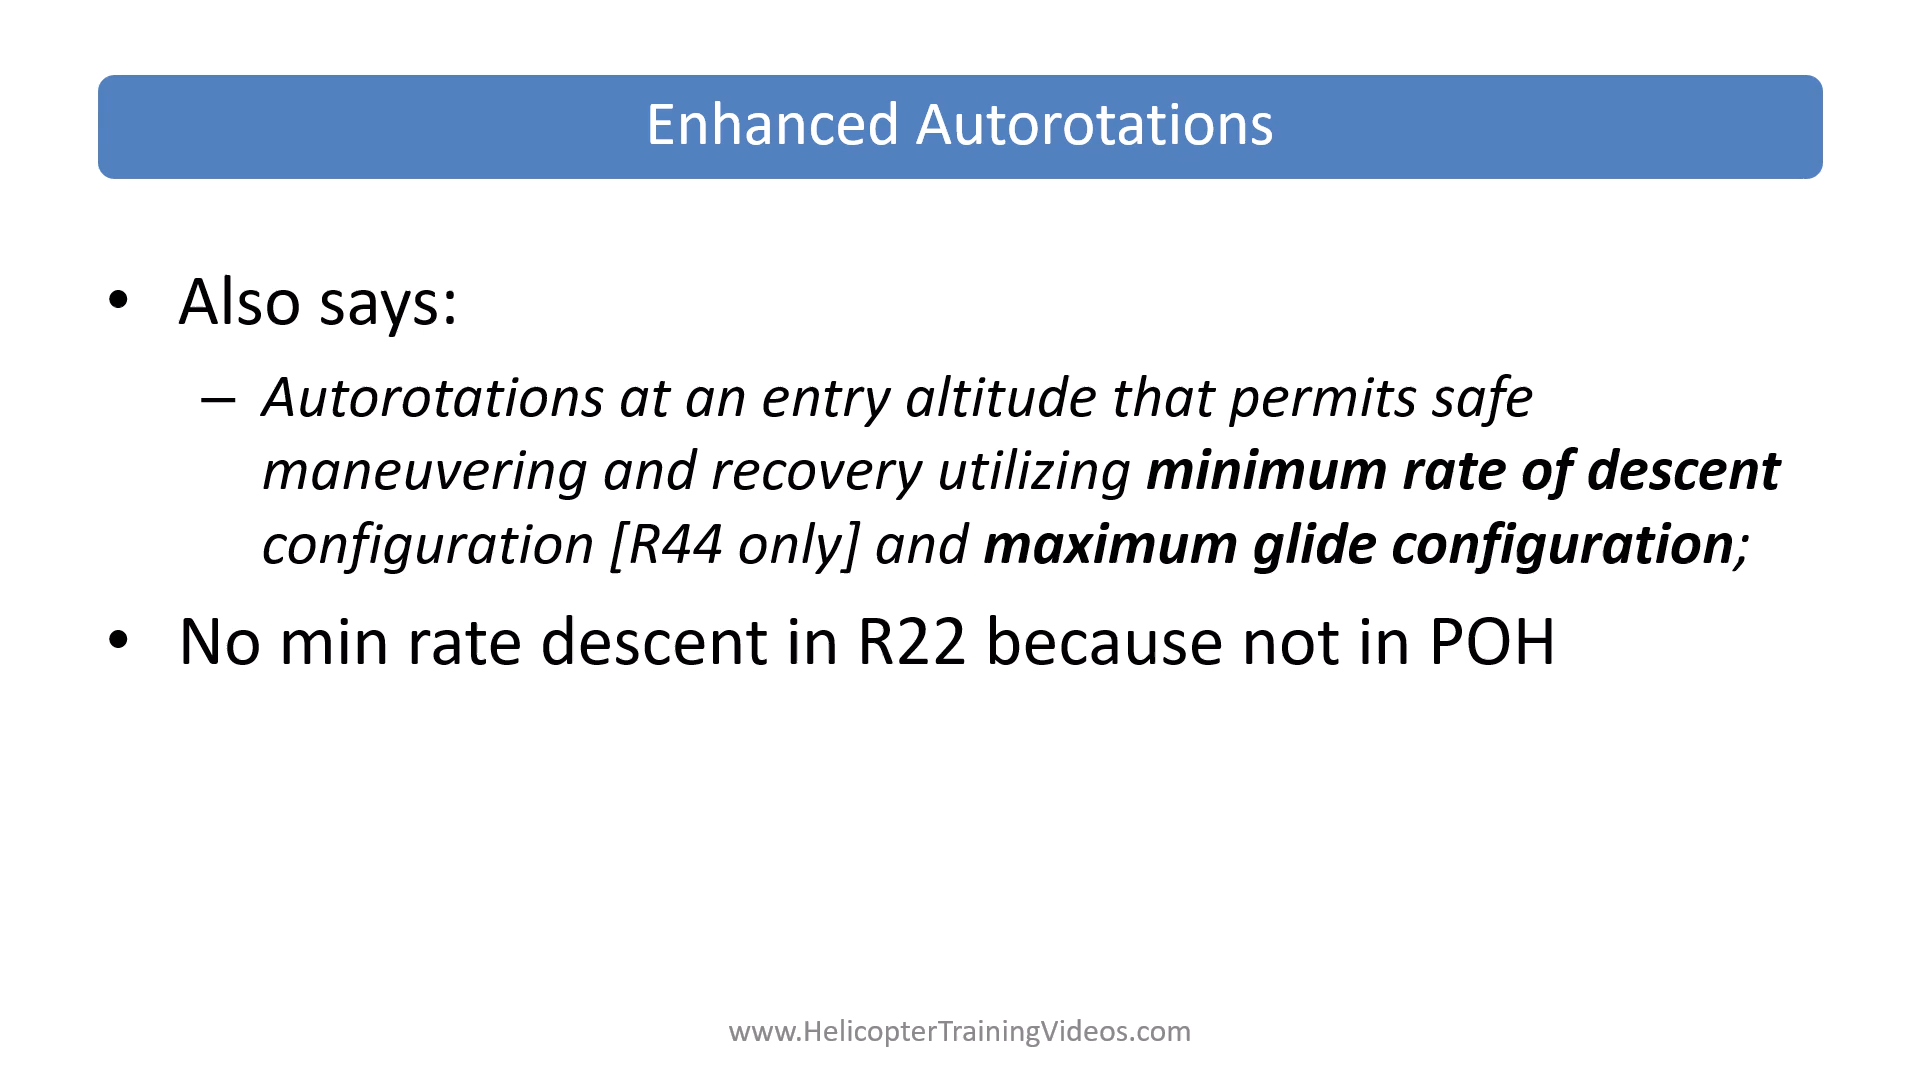 Enhanced Autorotations
• Also says:
– Autorotations at an entry altitude that permits safe
maneuvering and recovery utilizing minimum rate of descent
configuration [R44 only] and maximum glide configuration;
• No min rate descent in R22 because not in POH
www.HelicopterTrainingVideos.com